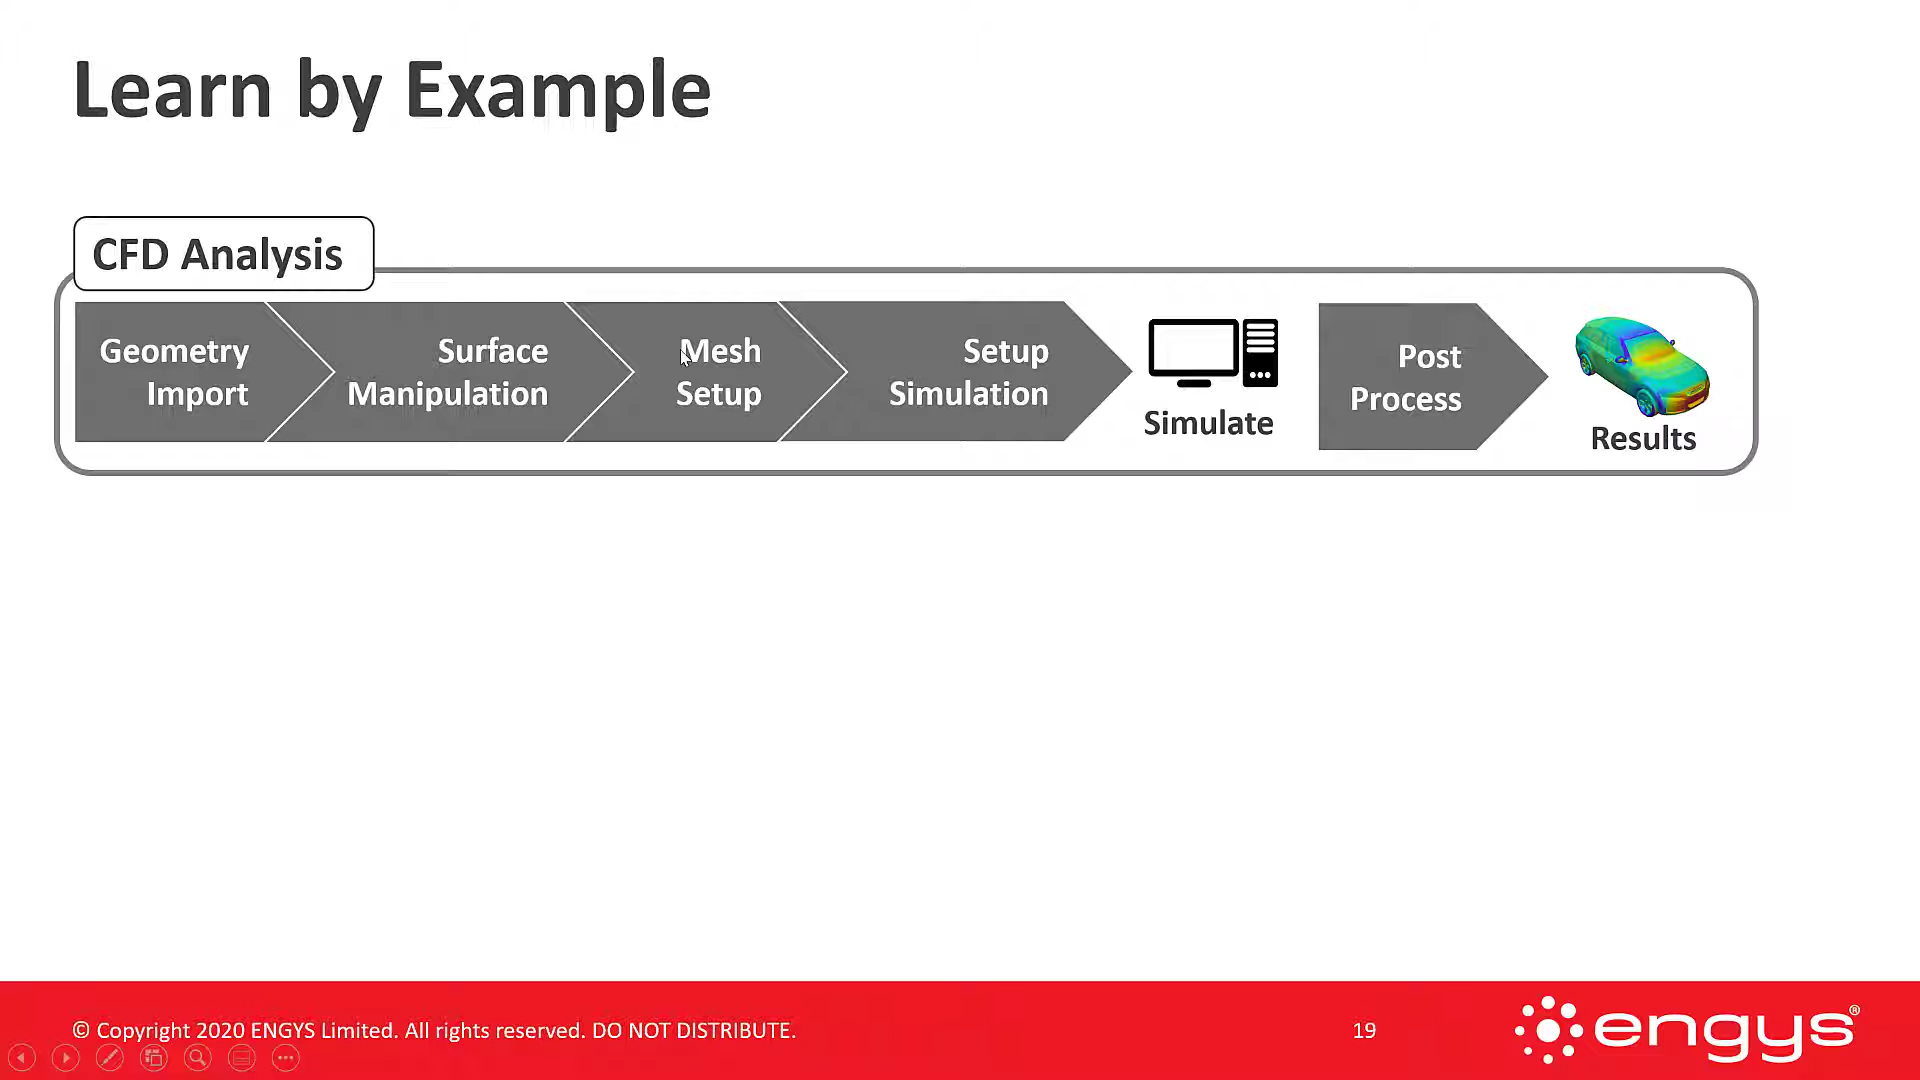 Learn by Example
CFD Analysis
Geometry
Import
Surface
Manipulation
Mesh
Setup
Setup
Simulation
Simulate
Post
Process
Results
© Copyright 2020 ENGYS Limited. All rights reserved. DO NOT DISTRIBUTE.
19
engys®